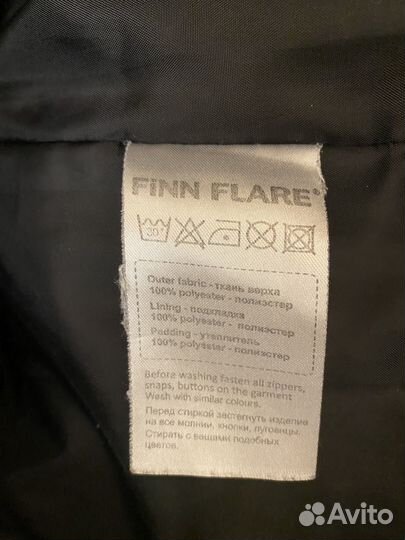 FiNN FLARE®
30°
Outer fabric - ткань верха
100% polyester - полиэстер
Lining - подкладка
100% polyester - полиэстер
Padding - утеплитель
100% polyester - полиэстер
Before washing fasten all zippers,
snaps, buttons on the garment
Wash with similar colours.
Перед стиркой застегнуть изделие
на все молнии, кнопки, пуговицы.
Стирать с вещами подобных
цветов.
Avito